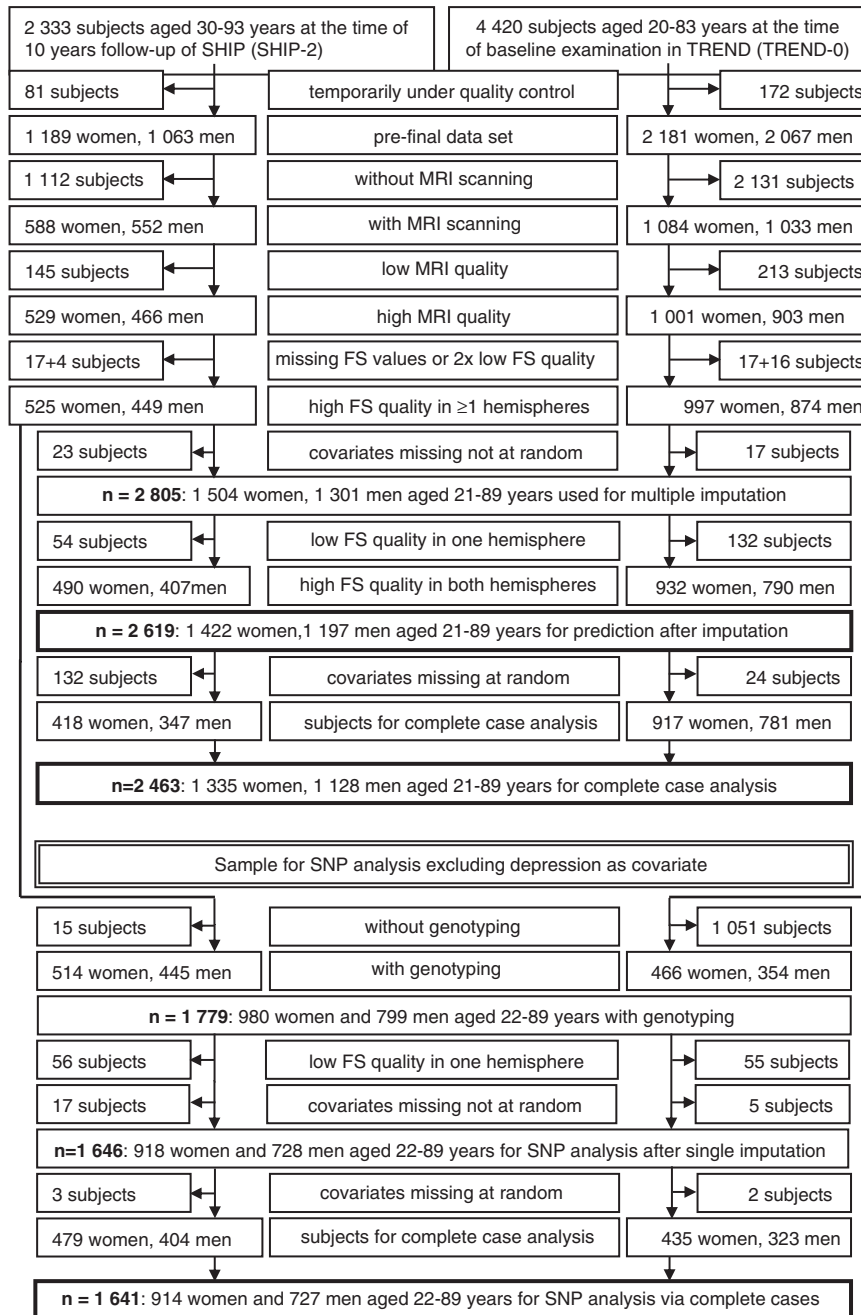 2 333 subjects aged 30-93 years at the time of
10 years follow-up of SHIP (SHIP-2)
4 420 subjects aged 20-83 years at the time
of baseline examination in TREND (TREND-0)
81 subjects
temporarily under quality control
172 subjects
1 189 women, 1 063 men
pre-final data set
2 181 women, 2 067 men
1 112 subjects
without MRI scanning
2 131 subjects
588 women, 552 men
with MRI scanning
1 084 women, 1 033 men
145 subjects
low MRI quality
213 subjects
529 women, 466 men
high MRI quality
1 001 women, 903 men
17+4 subjects
missing FS values or 2x low FS quality
17+16 subjects
525 women, 449 men
high FS quality in ≥1 hemispheres
997 women, 874 men
23 subjects
covariates missing not at random
17 subjects
n = 2 805: 1 504 women, 1 301 men aged 21-89 years used for multiple imputation
54 subjects
low FS quality in one hemisphere
132 subjects
490 women, 407men
high FS quality in both hemispheres
932 women, 790 men
n = 2 619: 1 422 women,1 197 men aged 21-89 years for prediction after imputation
132 subjects
covariates missing at random
24 subjects
418 women, 347 men
subjects for complete case analysis
917 women, 781 men
n=2 463: 1 335 women, 1 128 men aged 21-89 years for complete case analysis
Sample for SNP analysis excluding depression as covariate
15 subjects
without genotyping
1 051 subjects
514 women, 445 men
with genotyping
466 women, 354 men
n = 1 779: 980 women and 799 men aged 22-89 years with genotyping
56 subjects
low FS quality in one hemisphere
55 subjects
17 subjects
covariates missing not at random
5 subjects
n=1 646: 918 women and 728 men aged 22-89 years for SNP analysis after single imputation
3 subjects
covariates missing at random
2 subjects
479 women, 404 men
subjects for complete case analysis
435 women, 323 men
n = 1 641: 914 women and 727 men aged 22-89 years for SNP analysis via complete cases